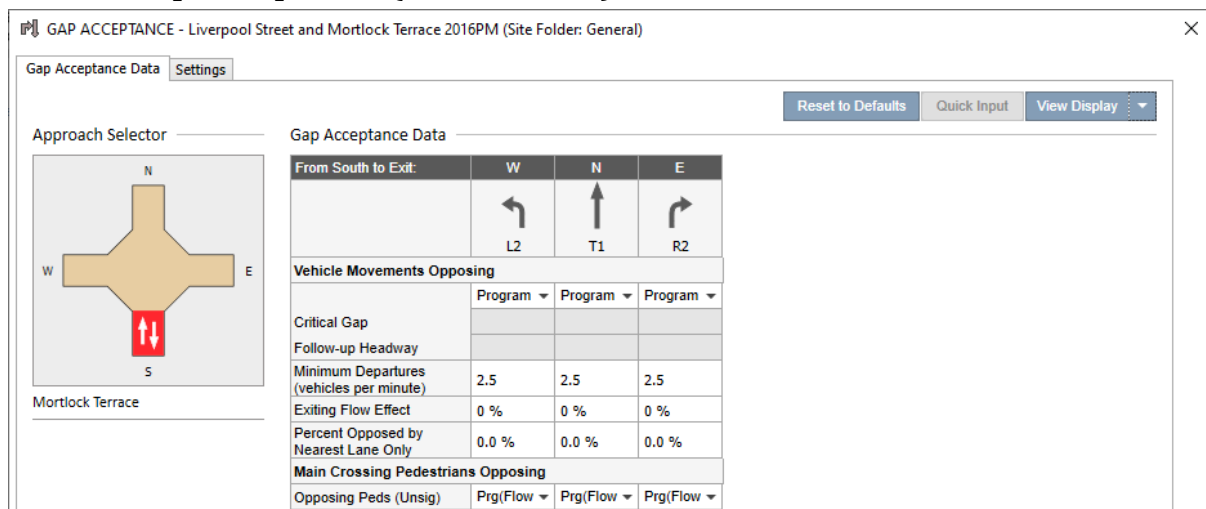 GAP ACCEPTANCE - Liverpool Street and Mortlock Terrace 2016PM (Site Folder: General)
Gap Acceptance Data Settings
Reset to Defaults Quick Input View Display
Approach Selector Gap Acceptance Data
N
W E
S
Mortlock Terrace
From South to Exit: W N E
L2 T1 R2
Vehicle Movements Opposing
Program Program Program
Critical Gap
Follow-up Headway
Minimum Departures
(vehicles per minute) 2.5 2.5 2.5
Exiting Flow Effect 0 % 0 % 0 %
Percent Opposed by
Nearest Lane Only 0.0 % 0.0 % 0.0 %
Main Crossing Pedestrians Opposing
Opposing Peds (Unsig) Prg(Flow Prg(Flow Prg(Flow